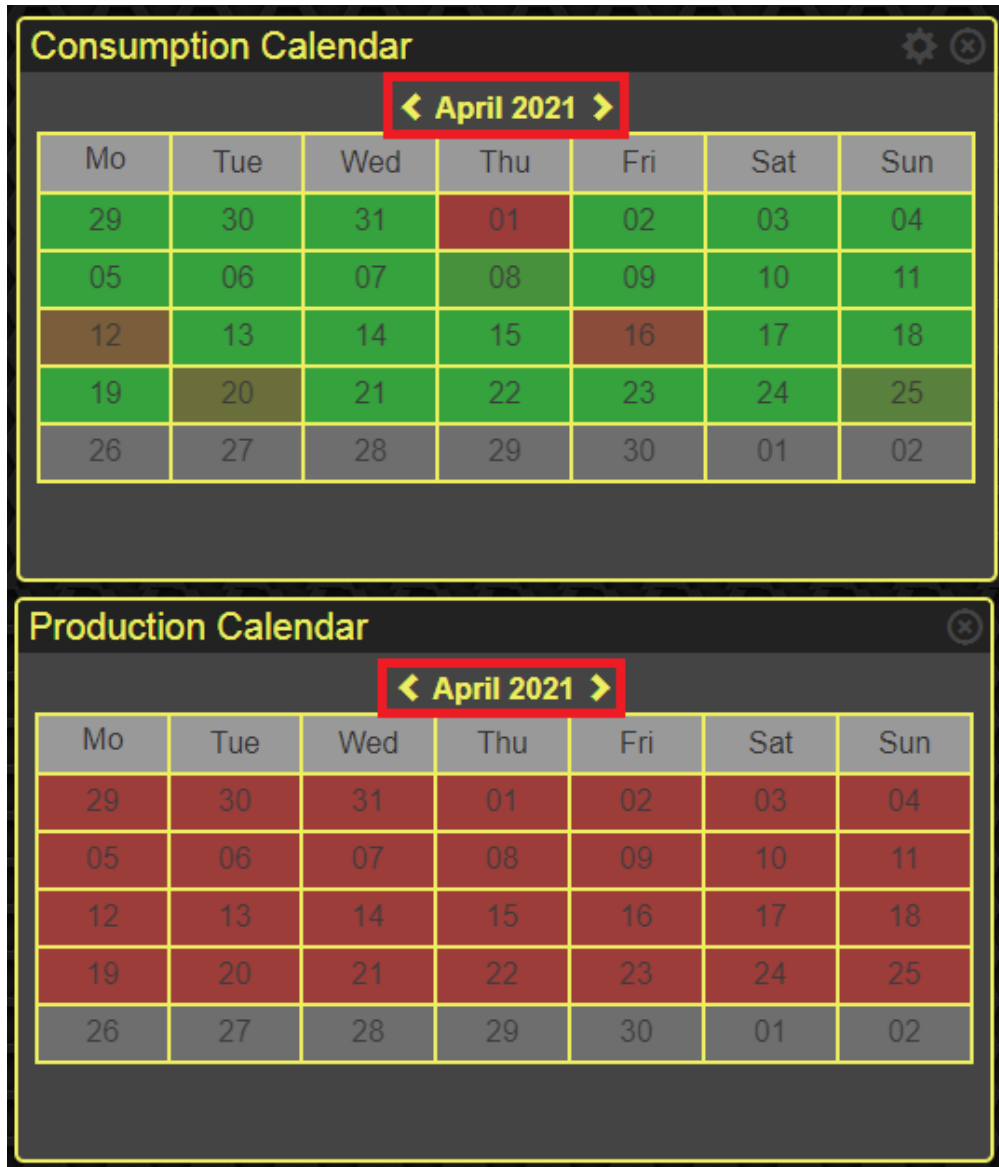 Consumption Calendar
April 2021
Mo Tue Wed Thu Fri Sat Sun
29 30 31 01 02 03 04
05 06 07 08 09 10 11
12 13 14 15 16 17 18
19 20 21 22 23 24 25
26 27 28 29 30 01 02
Production Calendar
April 2021
Mo Tue Wed Thu Fri Sat Sun
29 30 31 01 02 03 04
05 06 07 08 09 10 11
12 13 14 15 16 17 18
19 20 21 22 23 24 25
26 27 28 29 30 01 02